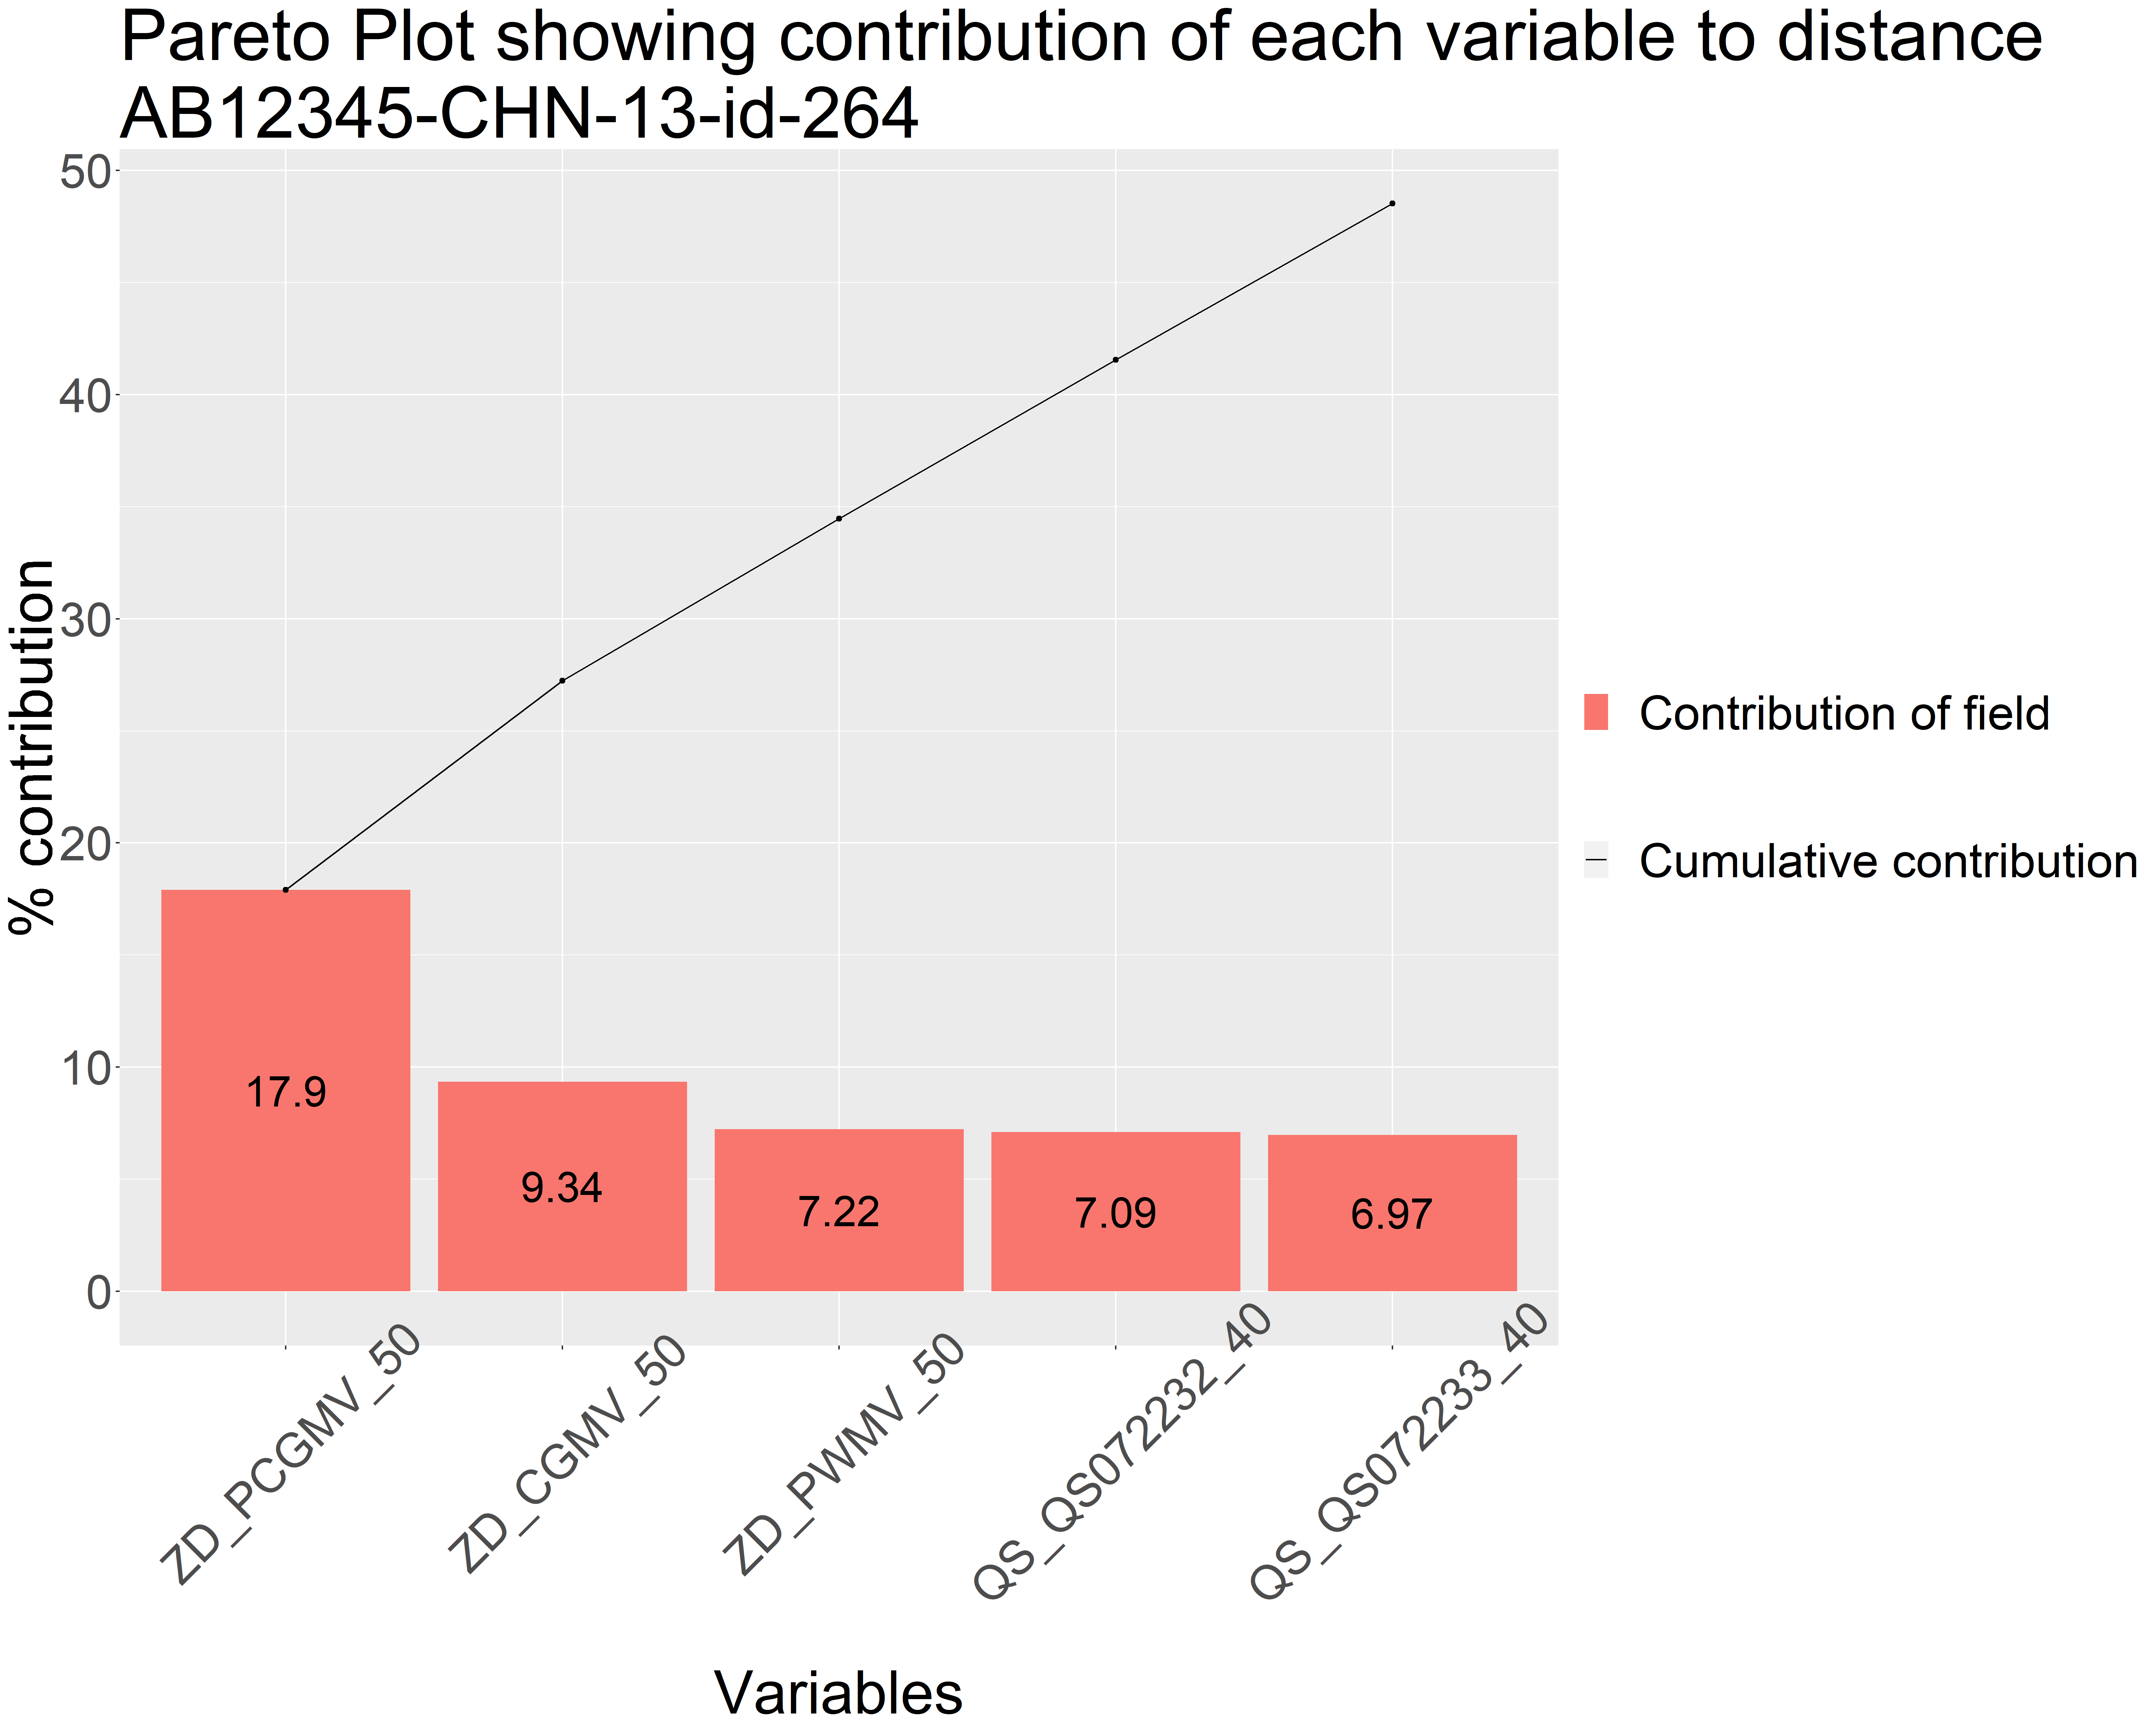 Pareto Plot showing contribution of each variable to distance
AB12345-CHN-13-id-264
% contribution
50
40
30
20
10
0
17.9
9.34
7.22
7.09
6.97
ZD_PCGMV_50
ZD_CGMV_50
ZD_PWMV_50
QS_QS072232_40
QS_QS072233_40
Variables
Contribution of field
Cumulative contribution